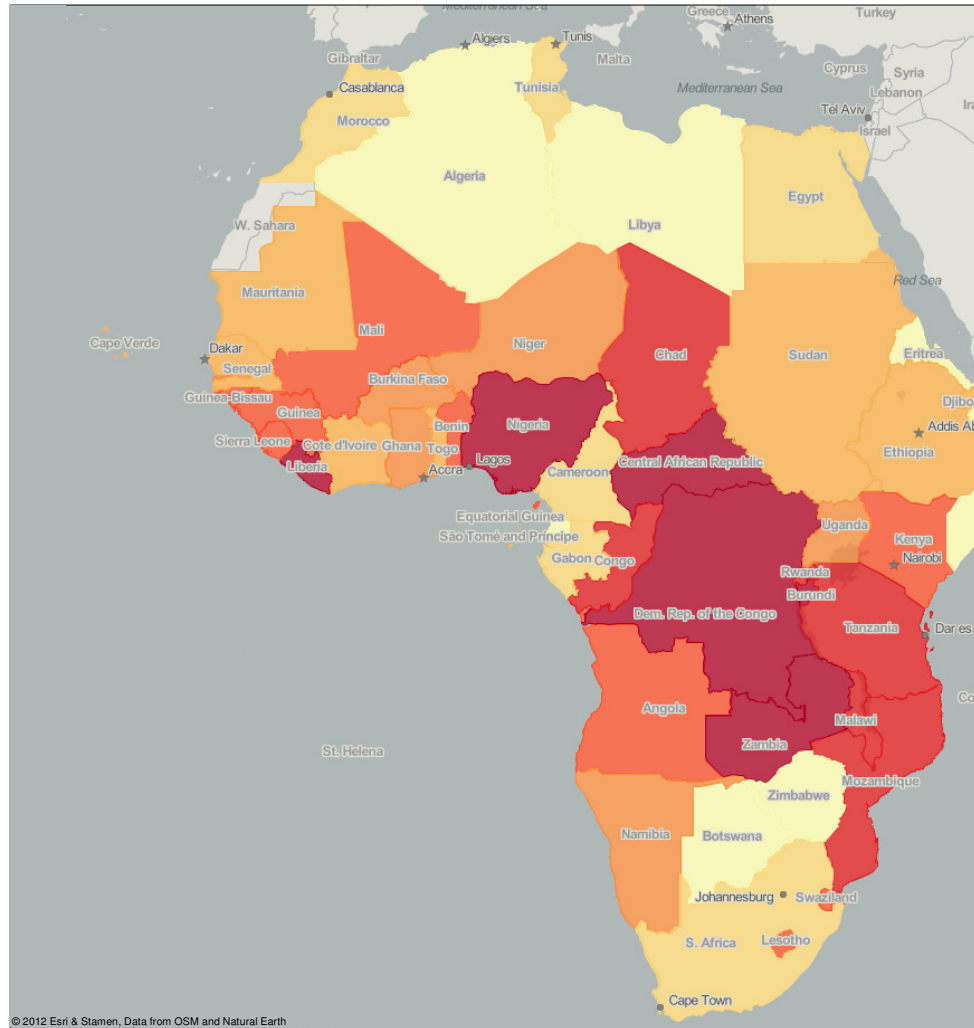 Mediterranean Sea
Greece
Athens
Turkey
Algiers
Tunis
Gibraltar
Malta
Cyprus
Syria
Lebanon
Casablanca
Tunisia
Mediterranean Sea
Tel Aviv
Israel
Morocco
Algeria
Egypt
W. Sahara
Libya
Red Sea
Mauritania
Cape Verde
Mali
Niger
Chad
Sudan
Eritrea
Dakar
Senegal
Burkina Faso
Guinea-Bissau
Guinea
Djibo
Benin
Nigeria
Addis Ab
Sierra Leone
Cote d'Ivoire
Ghana
Togo
Ethiopia
Liberia
Accra
Lagos
Cameroon
Central African Republic
Equatorial Guinea
São Tomé and Príncipe
Uganda
Kenya
Gabon
Congo
Nairobi
Rwanda
Burundi
Dem. Rep. of the Congo
Tanzania
Dar es
Co
Angola
Malawi
St. Helena
Zambia
Mozambique
Zimbabwe
Namibia
Botswana
Johannesburg
Swaziland
S. Africa
Lesotho
Cape Town
© 2012 Esri & Stamen, Data from OSM and Natural Earth